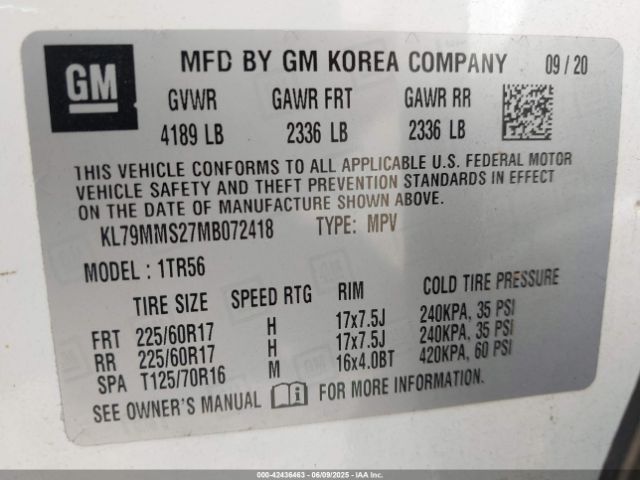 GM
MFD BY GM KOREA COMPANY 09/20
GVWR GAWR FRT GAWR RR
4189 LB 2336 LB 2336 LB
THIS VEHICLE CONFORMS TO ALL APPLICABLE U.S. FEDERAL MOTOR
VEHICLE SAFETY AND THEFT PREVENTION STANDARDS IN EFFECT
ON THE DATE OF MANUFACTURE SHOWN ABOVE.
KL79MMS27MB072418 TYPE: MPV
MODEL: 1TR56
TIRE SIZE SPEED RTG RIM COLD TIRE PRESSURE
FRT 225/60R17 H 17x7.5J 240KPA, 35 PSI
RR 225/60R17 H 17x7.5J 240KPA, 35 PSI
SPA T125/70R16 M 16x4.0BT 420KPA, 60 PSI
SEE OWNER'S MANUAL FOR MORE INFORMATION.
000-42436463 - 06/09/2025 - IAAI.COM